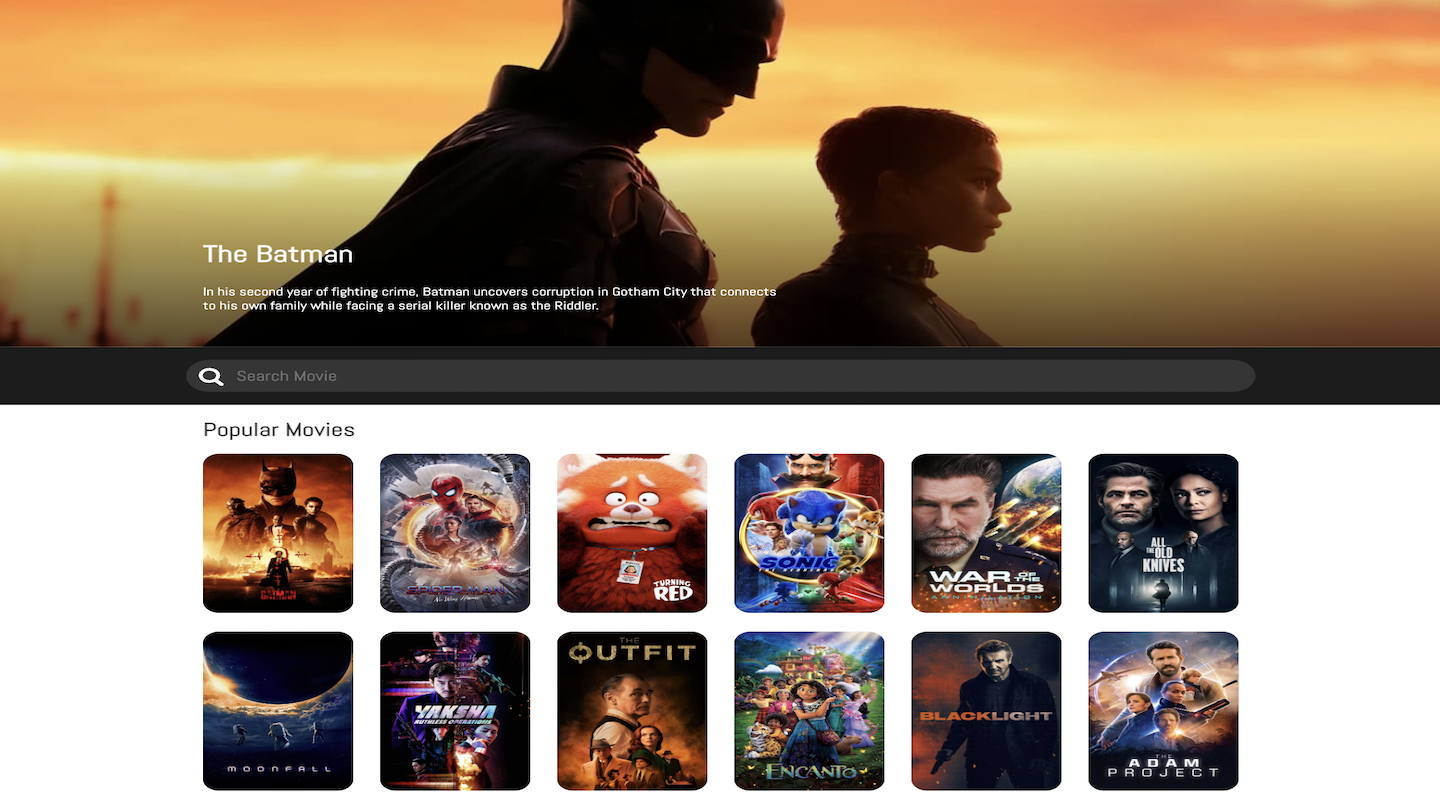 The Batman
In his second year of fighting crime, Batman uncovers corruption in Gotham City that connects
to his own family while facing a serial killer known as the Riddler.
Search Movie
Popular Movies
BATMAN
SPIDER-MAN
No Way Home
TURNING
RED
SONIC 2
THE HEDGEHOG
WAR OF THE
WORLDS
ANNIHILATION
ALL
THE OLD
KNIVES
MOONFALL
YAKSHA
RUTHLESS OPERATIONS
THE
OUTFIT
ENCANTO
BLACKLIGHT
THE
ADAM
PROJECT